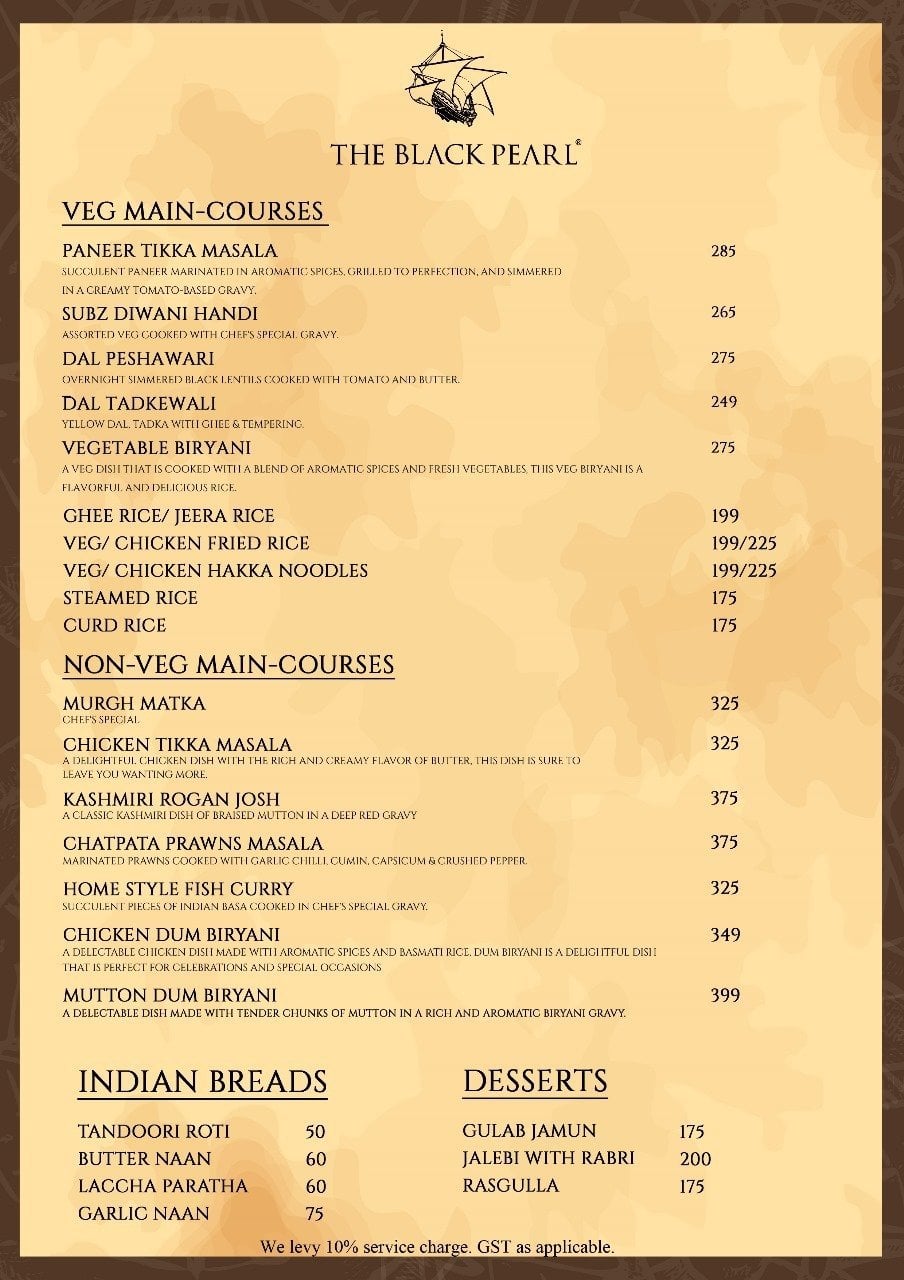 THE BLACK PEARL®
VEG MAIN-COURSES
PANEER TIKKA MASALA 285
SUCCULENT PANEER MARINATED IN AROMATIC SPICES, GRILLED TO PERFECTION, AND SIMMERED
IN A CREAMY TOMATO-BASED GRAVY.
SUBZ DIWANI HANDI 265
ASSORTED VEG COOKED WITH CHEF'S SPECIAL GRAVY.
DAL PESHAWARI 275
OVERNIGHT SIMMERED BLACK LENTILS COOKED WITH TOMATO AND BUTTER.
DAL TADKEWALI 249
YELLOW DAL, TADKA WITH GHEE & TEMPERING.
VEGETABLE BIRYANI 275
A VEG DISH THAT IS COOKED WITH A BLEND OF AROMATIC SPICES AND FRESH VEGETABLES, THIS VEG BIRYANI IS A
FLAVORFUL AND DELICIOUS RICE.
GHEE RICE/ JEERA RICE 199
VEG/ CHICKEN FRIED RICE 199/225
VEG/ CHICKEN HAKKA NOODLES 199/225
STEAMED RICE 175
CURD RICE 175
NON-VEG MAIN-COURSES
MURGH MATKA 325
CHEF'S SPECIAL
CHICKEN TIKKA MASALA 325
A DELIGHTFUL CHICKEN DISH WITH THE RICH AND CREAMY FLAVOR OF BUTTER, THIS DISH IS SURE TO
LEAVE YOU WANTING MORE.
KASHMIRI ROGAN JOSH 375
A CLASSIC KASHMIRI DISH OF BRAISED MUTTON IN A DEEP RED GRAVY
CHATPATA PRAWNS MASALA 375
MARINATED PRAWNS COOKED WITH GARLIC CHILLI, CUMIN, CAPSICUM & CRUSHED PEPPER.
HOME STYLE FISH CURRY 325
SUCCULENT PIECES OF INDIAN BASA COOKED IN CHEF'S SPECIAL GRAVY.
CHICKEN DUM BIRYANI 349
A DELECTABLE CHICKEN DISH MADE WITH AROMATIC SPICES AND BASMATI RICE, DUM BIRYANI IS A DELIGHTFUL DISH
THAT IS PERFECT FOR CELEBRATIONS AND SPECIAL OCCASIONS
MUTTON DUM BIRYANI 399
A DELECTABLE DISH MADE WITH TENDER CHUNKS OF MUTTON IN A RICH AND AROMATIC BIRYANI GRAVY.
INDIAN BREADS
TANDOORI ROTI 50
BUTTER NAAN 60
LACCHA PARATHA 60
GARLIC NAAN 75
DESSERTS
GULAB JAMUN 175
JALEBI WITH RABRI 200
RASGULLA 175
We levy 10% service charge. GST as applicable.